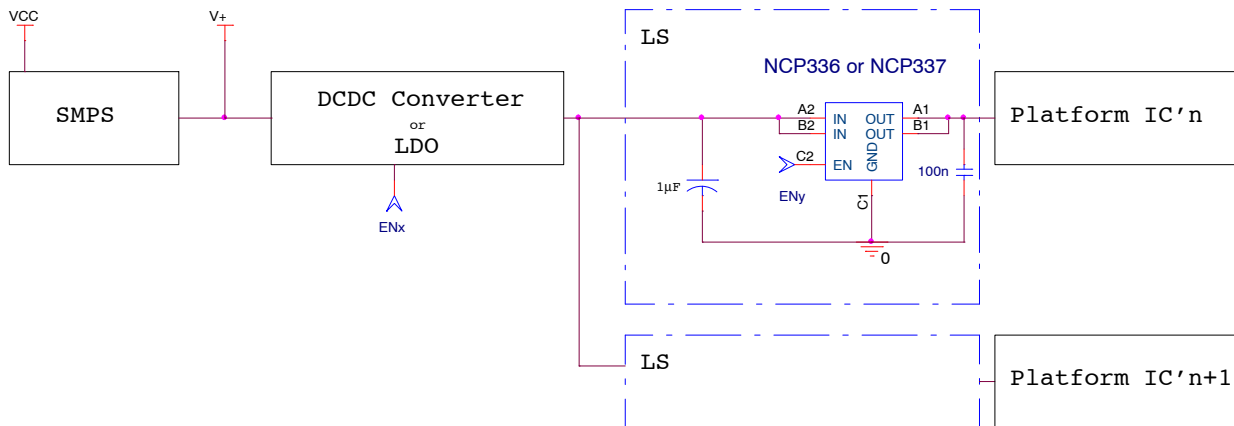 VCC
V+
LS
NCP336 or NCP337
SMPS
DCDC Converter
or
LDO
A2
B2
IN
IN
OUT
OUT
A1
B1
Platform IC'n
C2
EN
GND
ENy
C1
1µF
100n
0
ENx
LS
Platform IC'n+1